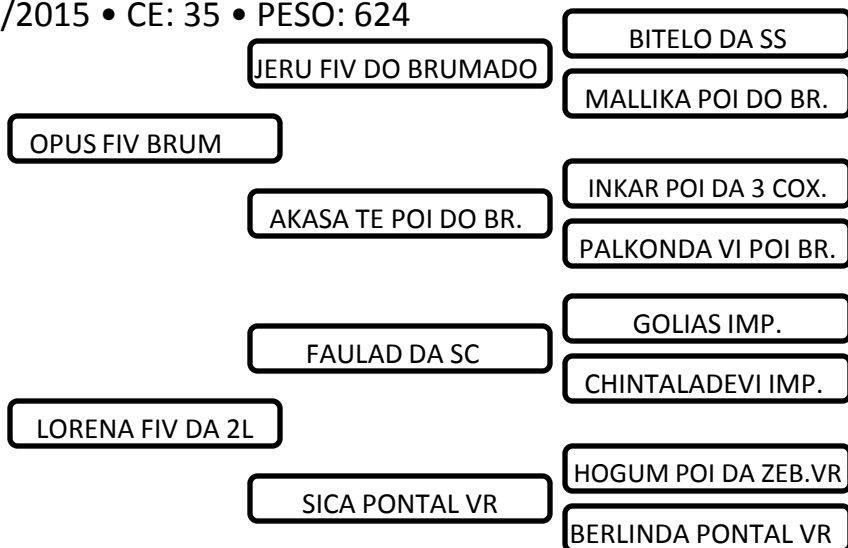 /2015 • CE: 35 • PESO: 624
BITELO DA SS
JERU FIV DO BRUMADO
MALLIKA POI DO BR.
OPUS FIV BRUM
INKAR POI DA 3 COX.
AKASA TE POI DO BR.
PALKONDA VI POI BR.
GOLIAS IMP.
FAULAD DA SC
CHINTALADEVI IMP.
LORENA FIV DA 2L
HOGUM POI DA ZEB.VR
SICA PONTAL VR
BERLINDA PONTAL VR